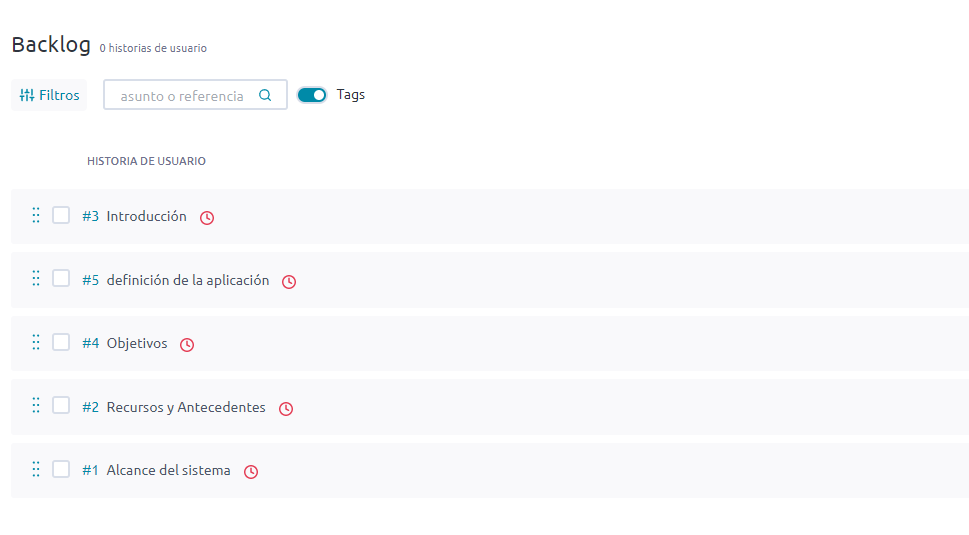 Backlog 0 historias de usuario
Filtros asunto o referencia Tags
HISTORIA DE USUARIO
#3 Introducción
#5 definición de la aplicación
#4 Objetivos
#2 Recursos y Antecedentes
#1 Alcance del sistema